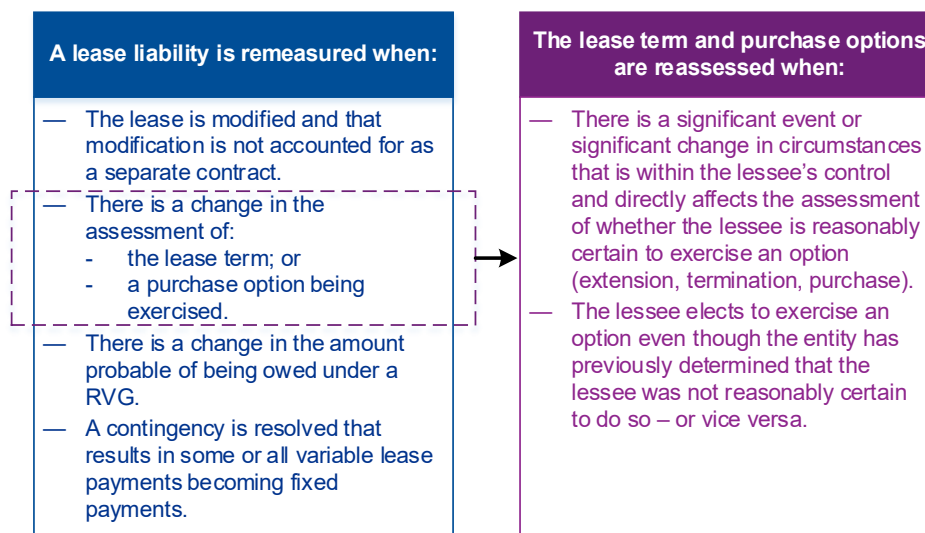 A lease liability is remeasured when:
— The lease is modified and that
modification is not accounted for as
a separate contract.
— There is a change in the
assessment of:
- the lease term; or
- a purchase option being
exercised.
— There is a change in the amount
probable of being owed under a
RVG.
— A contingency is resolved that
results in some or all variable lease
payments becoming fixed
payments.
The lease term and purchase options
are reassessed when:
— There is a significant event or
significant change in circumstances
that is within the lessee’s control
and directly affects the assessment
of whether the lessee is reasonably
certain to exercise an option
(extension, termination, purchase).
— The lessee elects to exercise an
option even though the entity has
previously determined that the
lessee was not reasonably certain
to do so – or vice versa.